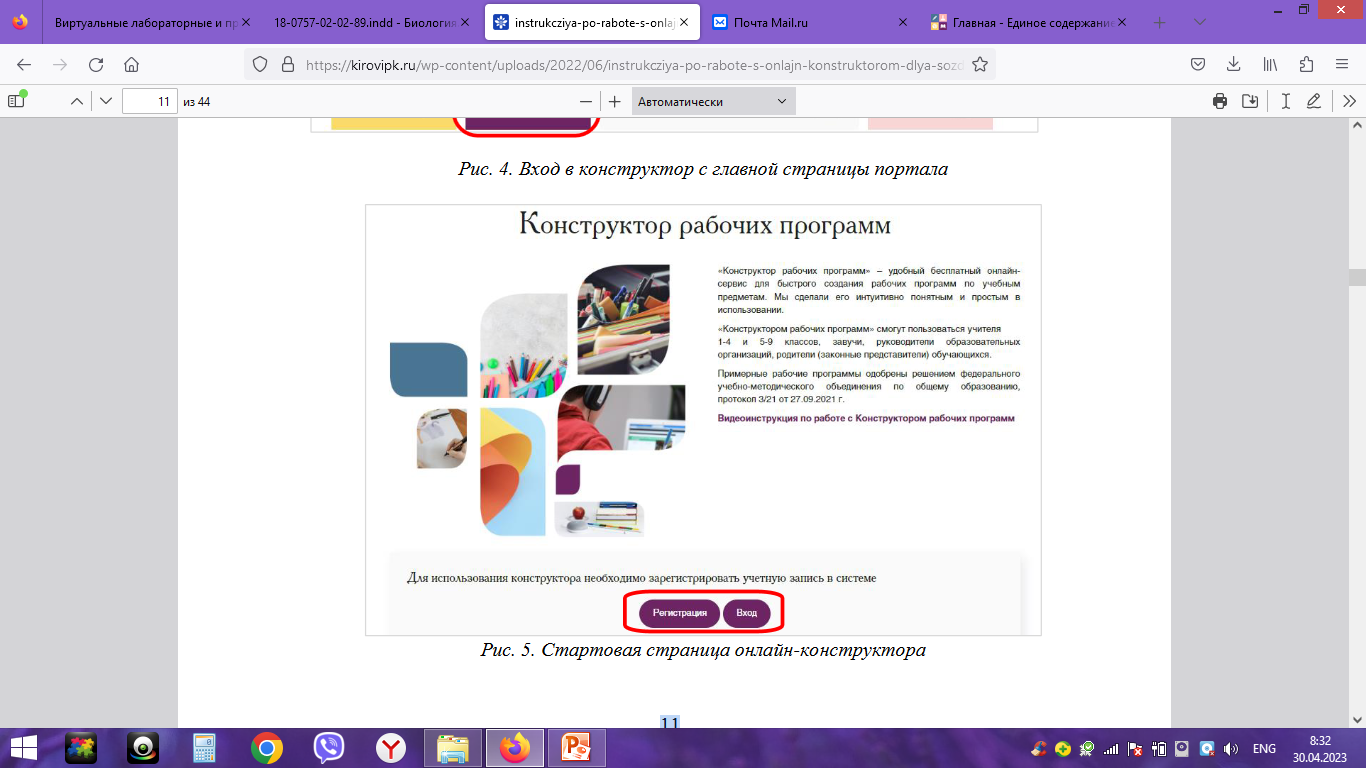 Виртуальные лабораторные и пр
18-0757-02-02-89.indd - Биология
instrukcziya-po-rabote-s-onlaj
Почта Mail.ru
Главная - Единое содержание
https://kirovipk.ru/wp-content/uploads/2022/06/instrukcziya-po-rabote-s-onlajn-konstruktorom-dlya-sozd
11 из 44
Автоматически
Рис. 4. Вход в конструктор с главной страницы портала
Конструктор рабочих программ
«Конструктор рабочих программ» – удобный бесплатный онлайн-
сервис для быстрого создания рабочих программ по учебным
предметам. Мы сделали его интуитивно понятным и простым в
использовании.
«Конструктором рабочих программ» смогут пользоваться учителя
1-4 и 5-9 классов, завучи, руководители образовательных
организаций, родители (законные представители) обучающихся.
Примерные рабочие программы одобрены решением федерального
учебно-методического объединения по общему образованию,
протокол 3/21 от 27.09.2021 г.
Видеоинструкция по работе с Конструктором рабочих программ
Для использования конструктора необходимо зарегистрировать учетную запись в системе
Регистрация Вход
Рис. 5. Стартовая страница онлайн-конструктора
11
ENG
8:32
30.04.2023